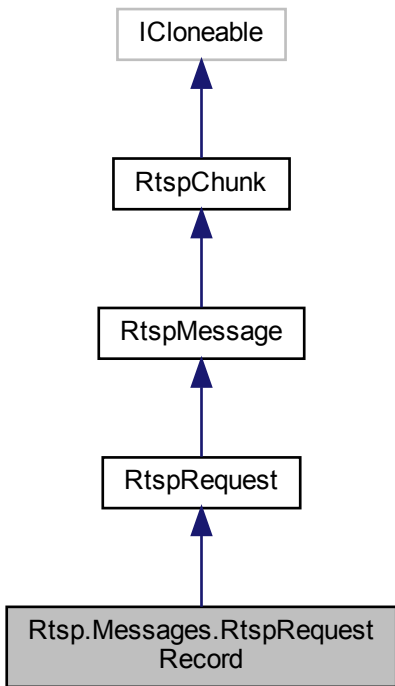 ICloneable
RtspChunk
RtspMessage
RtspRequest
Rtsp.Messages.RtspRequest
Record